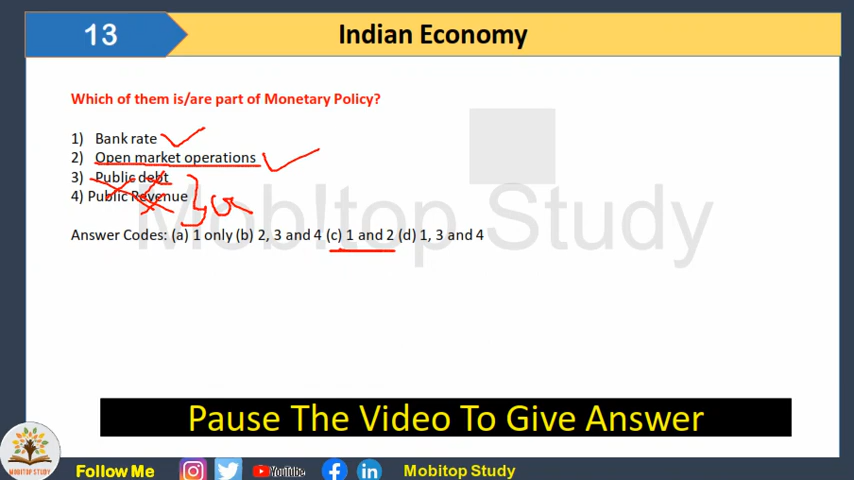 13
Indian Economy
Which of them is/are part of Monetary Policy?
1) Bank rate
2) Open market operations
3) Public debt
4) Public Revenue
Answer Codes: (a) 1 only (b) 2, 3 and 4 (c) 1 and 2 (d) 1, 3 and 4
Mob!top Study
Pause The Video To Give Answer
MOBITOP STUDY
Follow Me
YouTube
Mobitop Study